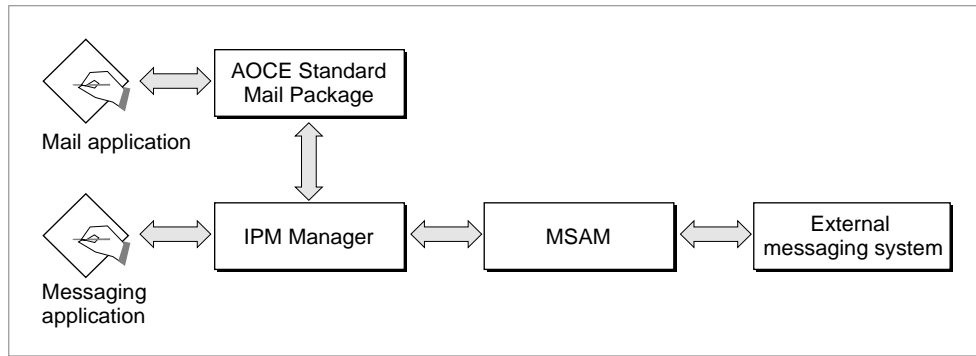 AOCE Standard
Mail Package
Mail application
IPM Manager
MSAM
External
messaging system
Messaging
application